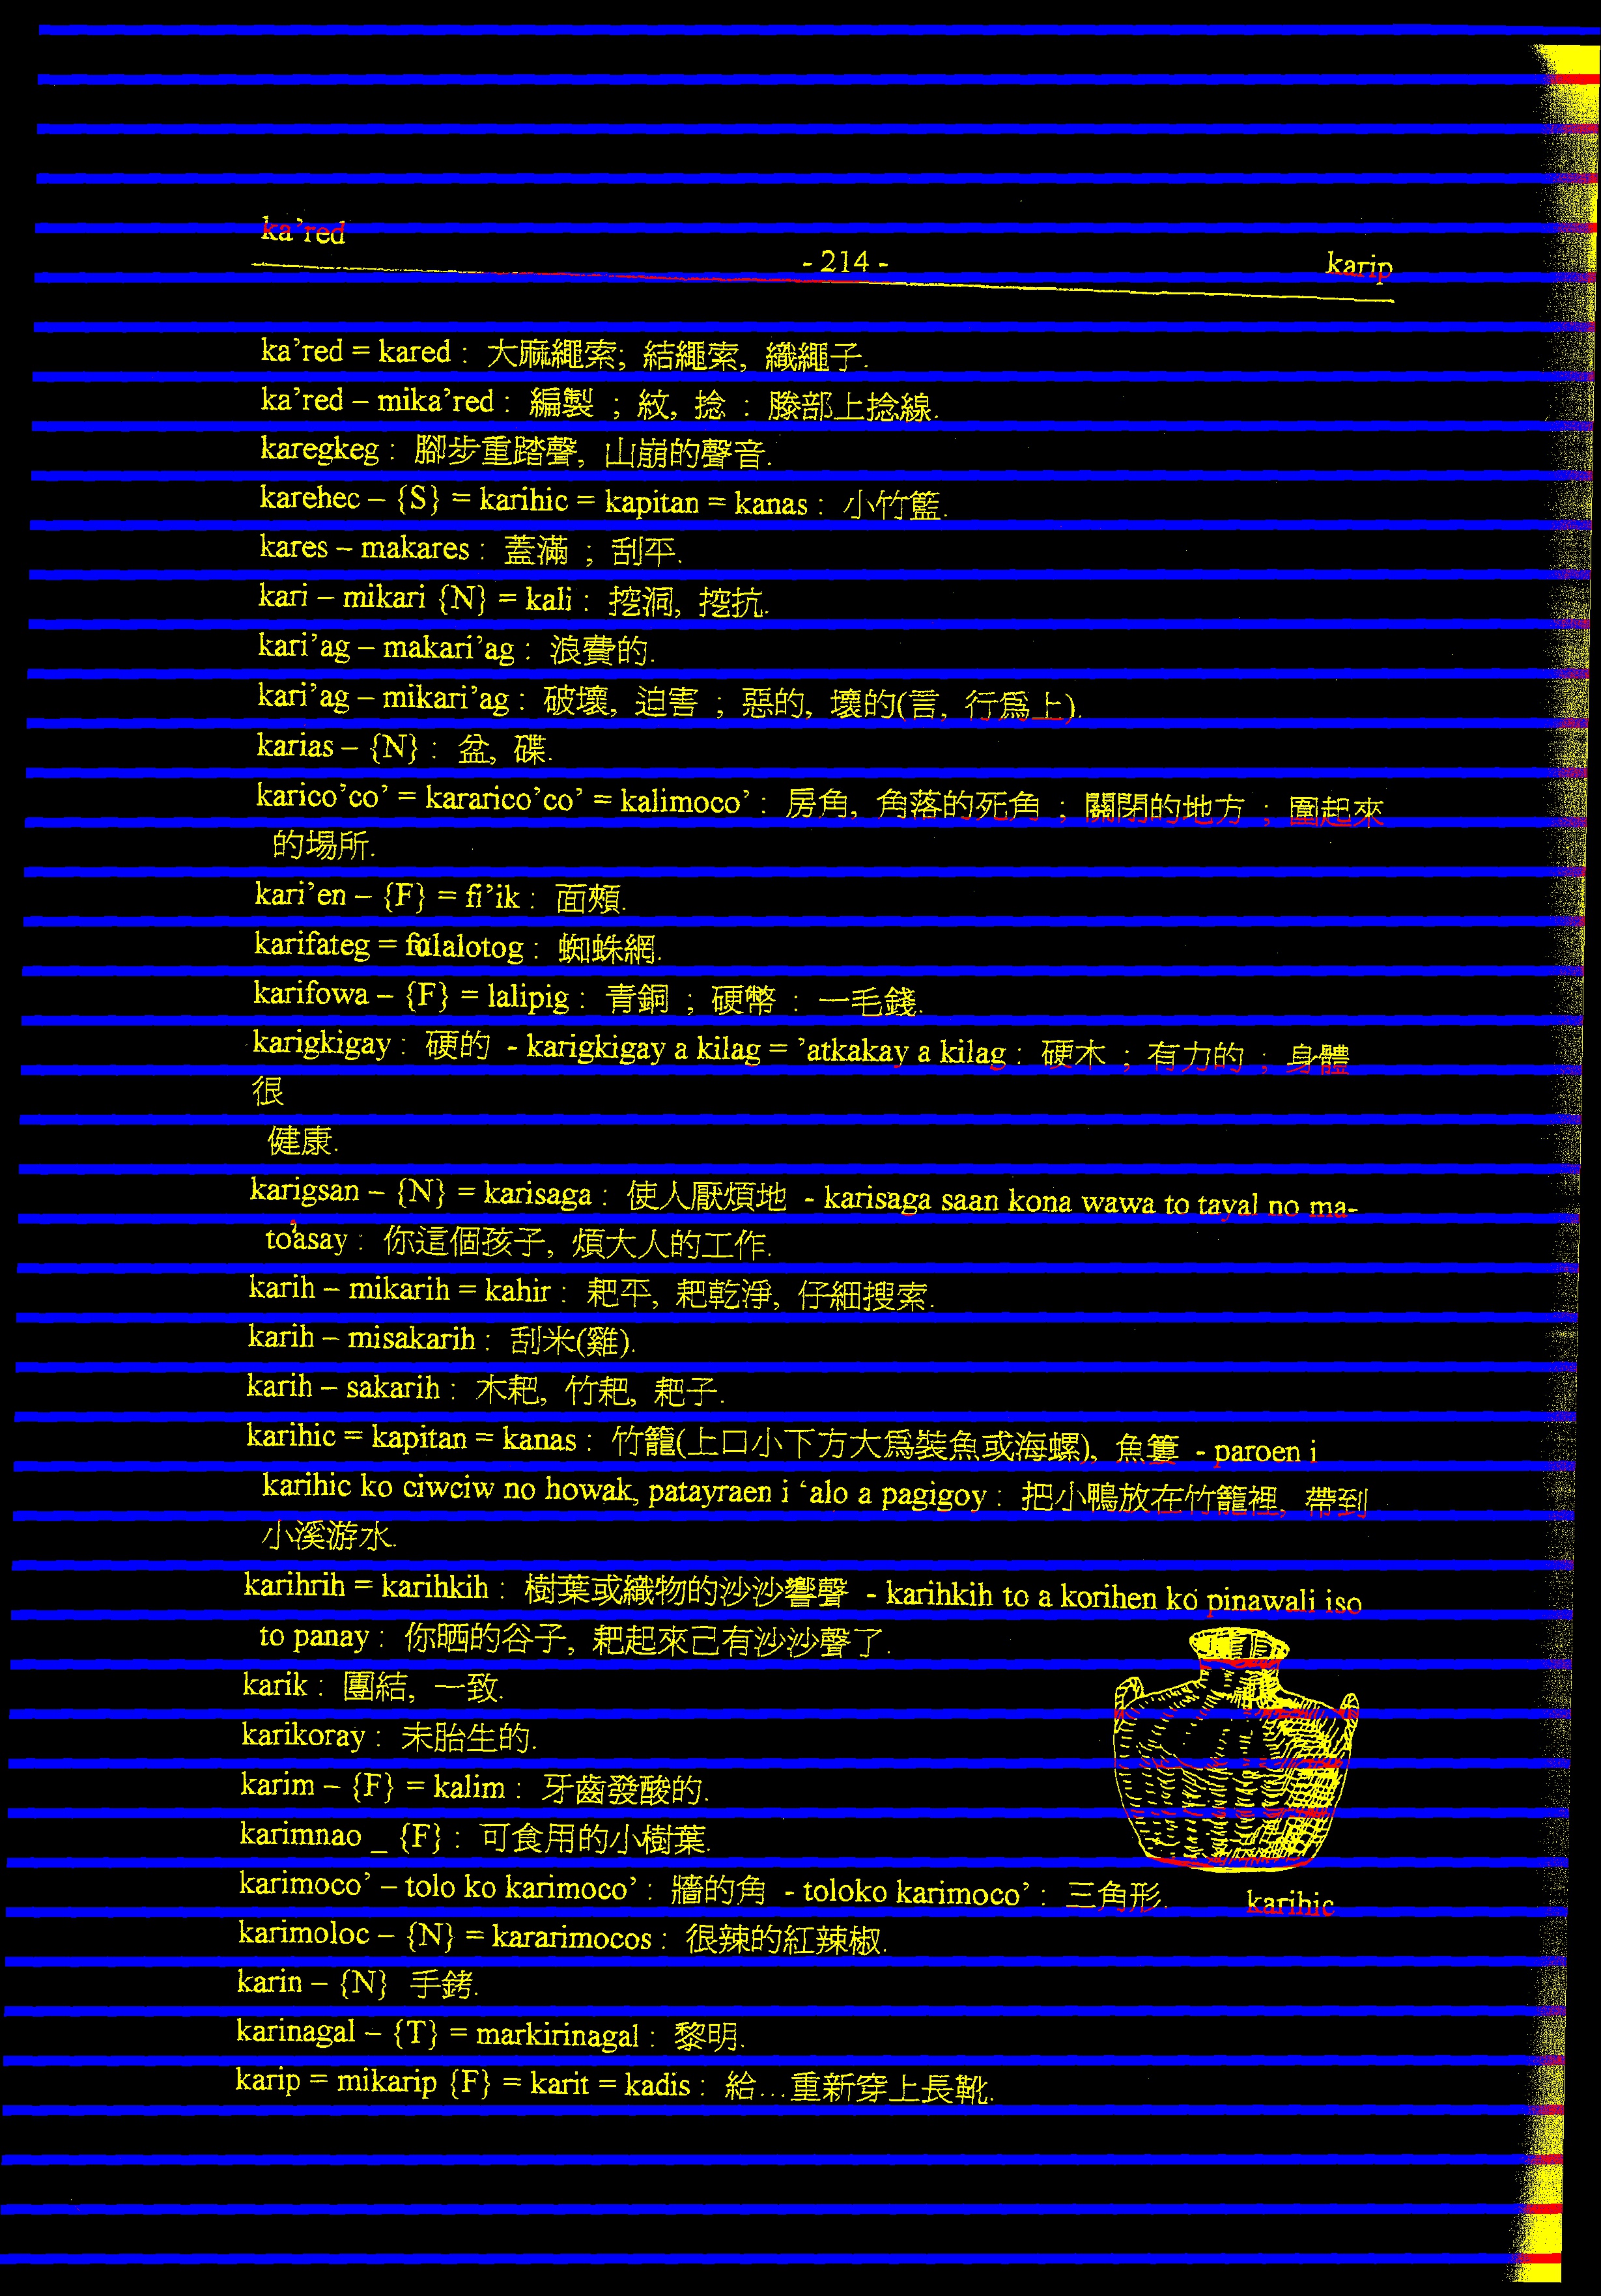 ka’red
- 214 -
karip
ka’red = kared : 大麻繩索; 結繩索, 織繩子.
ka’red – mika’red : 編製 ; 紋, 捻 : 滕部上捻線.
karegkeg : 腳步重踏聲, 山崩的聲音.
karehec – {S} = karihic = kapitan = kanas : 小竹籃.
kares – makares : 蓋滿 ; 刮平.
kari – mikari {N} = kali : 挖洞, 挖抗.
kari’ag – makari’ag : 浪費的.
kari’ag – mikari’ag : 破壞, 迫害 ; 惡的, 壞的(言, 行爲上).
karias – {N} : 盆, 碟.
karico’co’ = kararico’co’ = kalimoco’ : 房角, 角落的死角 ; 關閉的地方 ; 圍起來
的場所.
kari’en – {F} = fi’ik : 面頰.
karifateg = falalotog : 蜘蛛網.
karifowa – {F} = lalipig : 青銅 ; 硬幣 : 一毛錢.
karigkigay : 硬的 - karigkigay a kilag = ’atkakay a kilag : 硬木 ; 有力的 ; 身體
很
健康.
karigsan – {N} = karisaga : 使人厭煩地 - karisaga saan kona wawa to tayal no ma-
to’asay : 你這個孩子, 煩大人的工作.
karih – mikarih = kahir : 耙平, 耙乾淨, 仔細搜索.
karih – misakarih : 刮米(雞).
karih – sakarih : 木耙, 竹耙, 耙子.
karihic = kapitan = kanas : 竹籠(上口小下方大爲裝魚或海螺), 魚簍 - paroen i
karihic ko ciwciw no howak, patayraen i ‘alo a pagigoy : 把小鴨放在竹籠裡, 帶到
小溪游水.
karihrih = karihkih : 樹葉或織物的沙沙響聲 - karihkih to a korihen ko pinawali iso
to panay : 你晒的谷子, 耙起來己有沙沙聲了.
karik : 團結, 一致.
karikoray : 未胎生的.
karim – {F} = kalim : 牙齒發酸的.
karimnao _ {F} : 可食用的小樹葉.
karimoco’ – tolo ko karimoco’ : 牆的角 - toloko karimoco’ : 三角形.
karihic
karimoloc – {N} = kararimocos : 很辣的紅辣椒.
karin – {N} 手銬.
karinagal – {T} = markirinagal : 黎明.
karip = mikarip {F} = karit = kadis : 給…重新穿上長靴.